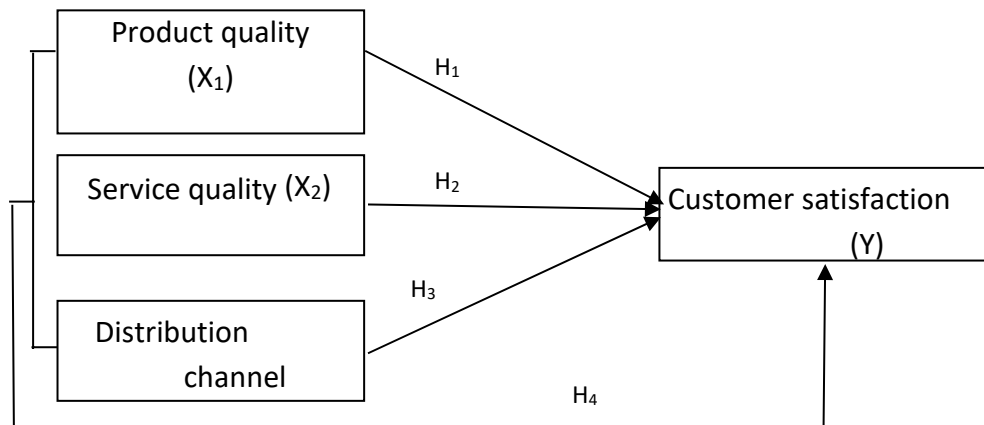 Product quality
(X₁)
H₁
Service quality (X₂)
H₂
Customer satisfaction
(Y)
H₃
Distribution
channel
H₄